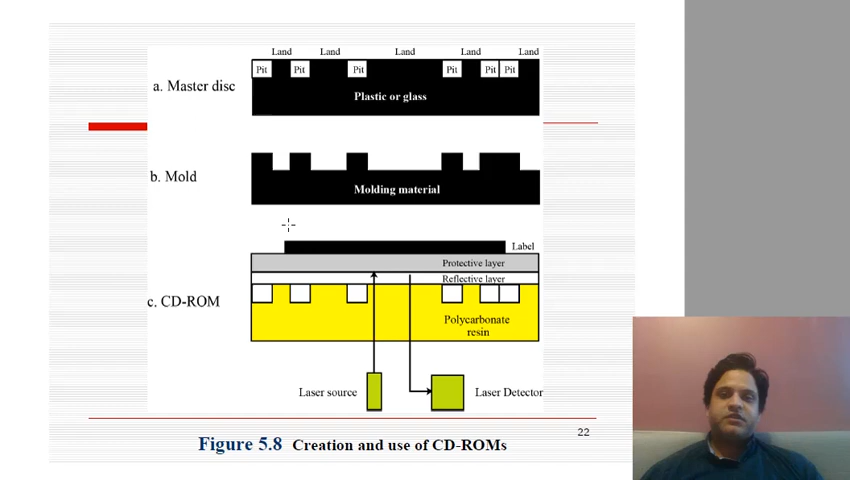 Land Land Land Land Land
Pit Pit Pit Pit Pit Pit
a. Master disc
Plastic or glass
b. Mold
Molding material
Label
Protective layer
Reflective layer
c. CD-ROM
Polycarbonate
resin
Laser source
Laser Detector
22
Figure 5.8 Creation and use of CD-ROMs